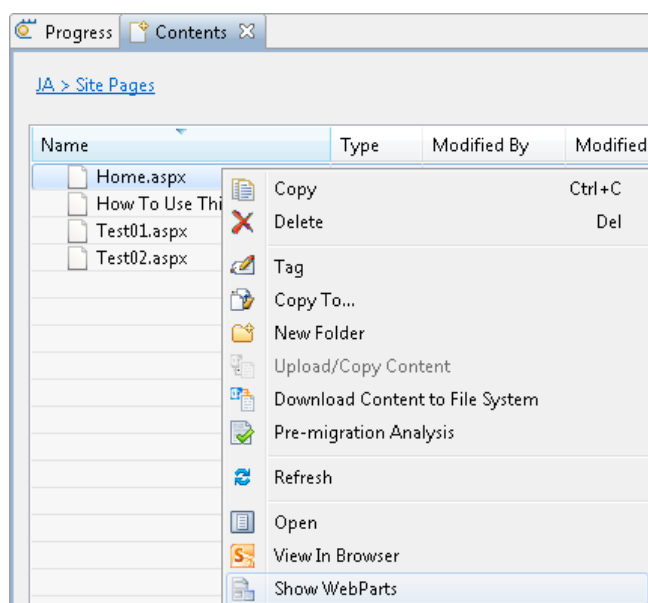 Progress Contents
JA > Site Pages
Name Type Modified By Modified
Home.aspx
How To Use Thi
Test01.aspx
Test02.aspx
Copy Ctrl+C
Delete Del
Tag
Copy To...
New Folder
Upload/Copy Content
Download Content to File System
Pre-migration Analysis
Refresh
Open
View In Browser
Show WebParts